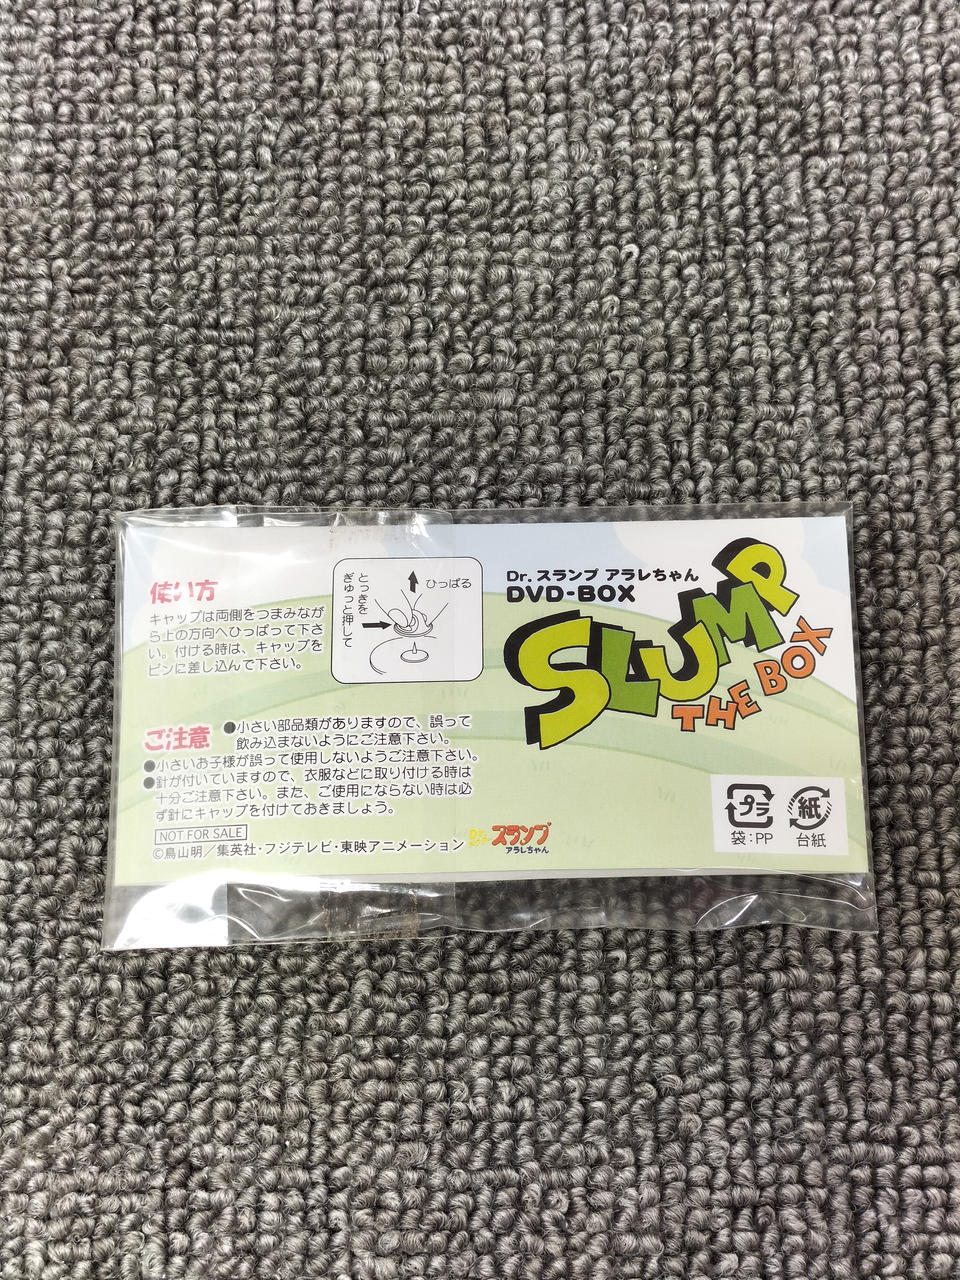 使い方
キャップは両側をつまみなが
ら上の方向へひっぱって下さ
い。付ける時は、キャップを
ピンに差し込んで下さい。
とっきを
ぎゅっと押して
ひっぱる
ご注意
●小さい部品類がありますので、誤って
飲み込まないようにご注意下さい。
●小さいお子様が誤って使用しないようご注意下さい。
●針が付いていますので、衣服などに取り付ける時は
十分ご注意下さい。また、ご使用にならない時は必
ず針にキャップを付けておきましょう。
NOT FOR SALE
©鳥山明／集英社・フジテレビ・東映アニメーション
Dr.スランプ
アラレちゃん
Dr.スランプ アラレちゃん
DVD-BOX
SLUMP
THE BOX
プラ
袋:PP
紙
台紙